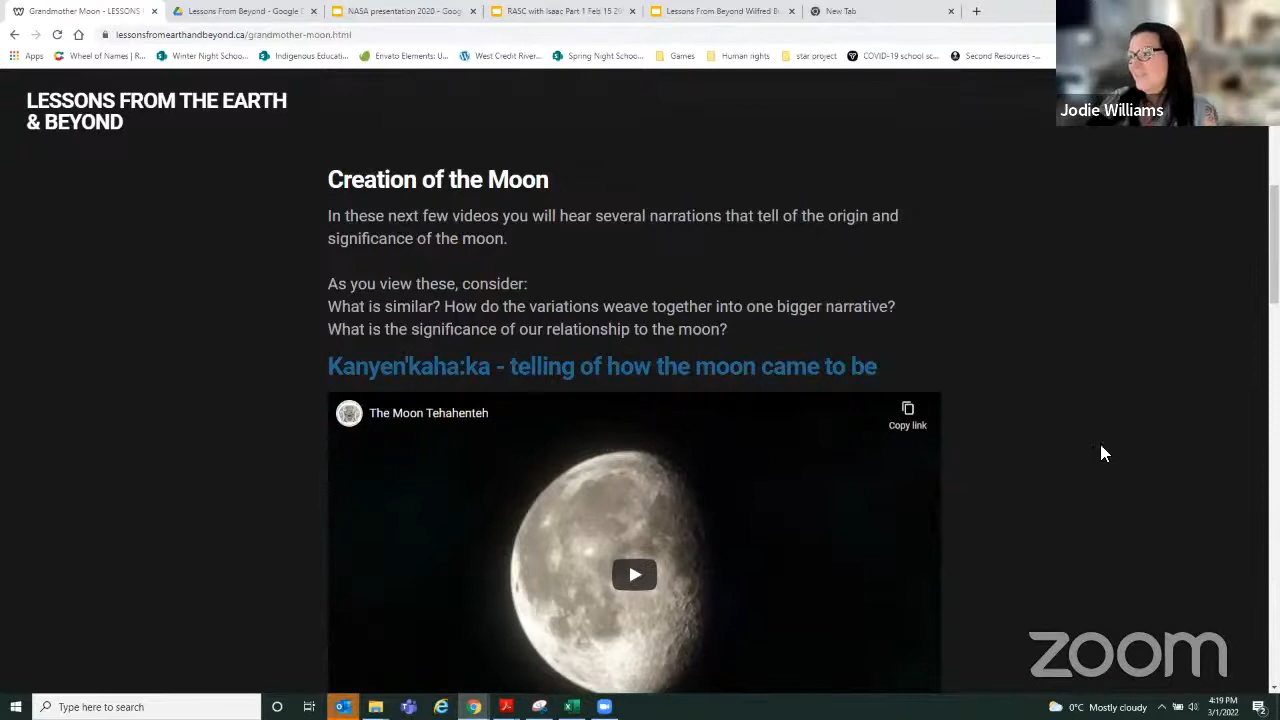 Grandmother Moon - LESSONS
Lessons From Beyond - Google D
NASA presentation 2020 - Goog
RASC with Isaac Part 1 Feb 15 2
Lessons From Beyond Wilfred B
New Tab
lessonsfromearthandbeyond.ca/grandmother-moon.html
Apps
Wheel of Names | R...
Winter Night Schoo...
Indigenous Educati...
Envato Elements: U...
West Credit River...
Spring Night Schoo...
Games
Human rights
star project
COVID-19 school sc...
Second Resources -...
Jodie Williams
LESSONS FROM THE EARTH
& BEYOND
Creation of the Moon
In these next few videos you will hear several narrations that tell of the origin and
significance of the moon.
As you view these, consider:
What is similar? How do the variations weave together into one bigger narrative?
What is the significance of our relationship to the moon?
Kanyen'kaha:ka - telling of how the moon came to be
The Moon Tehahenteh
Copy link
zoom
Type here to search
0°C Mostly cloudy
4:19 PM
3/1/2022